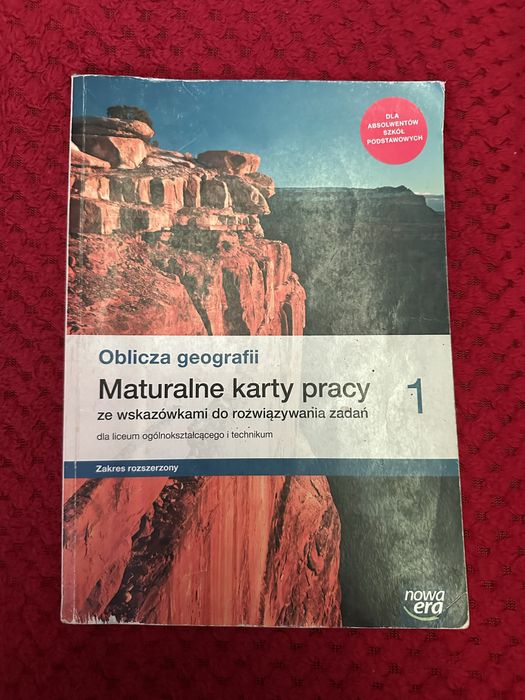 DLA
ABSOLWENTÓW
SZKÓŁ
PODSTAWOWYCH
Oblicza geografii
Maturalne karty pracy 1
ze wskazówkami do rozwiązywania zadań
dla liceum ogólnokształcącego i technikum
Zakres rozszerzony
nowa
era